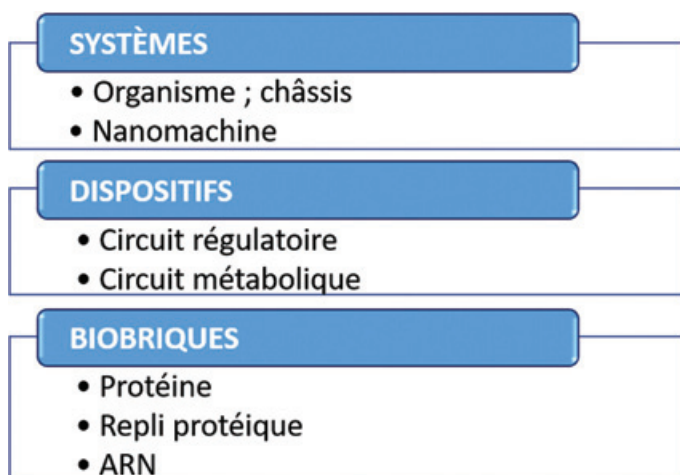 SYSTÈMES
• Organisme ; châssis
• Nanomachine
DISPOSITIFS
• Circuit régulatoire
• Circuit métabolique
BIOBRIQUES
• Protéine
• Repli protéique
• ARN